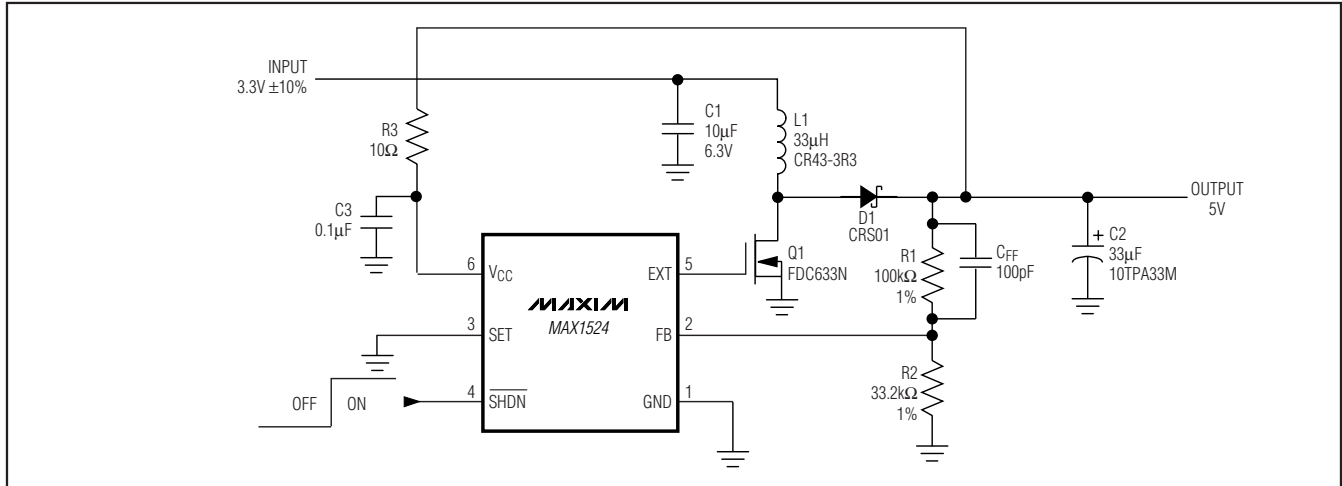 INPUT
3.3V ±10%
R3
10Ω
C3
0.1µF
C1
10µF
6.3V
L1
33µH
CR43-3R3
D1
CRS01
OUTPUT
5V
C2
+
33µF
10TPA33M
R1
100kΩ
1%
CFF
100pF
Q1
FDC633N
6
VCC
EXT
5
MAXIM
MAX1524
3
SET
FB
2
4
SHDN
GND
1
OFF
ON
R2
33.2kΩ
1%